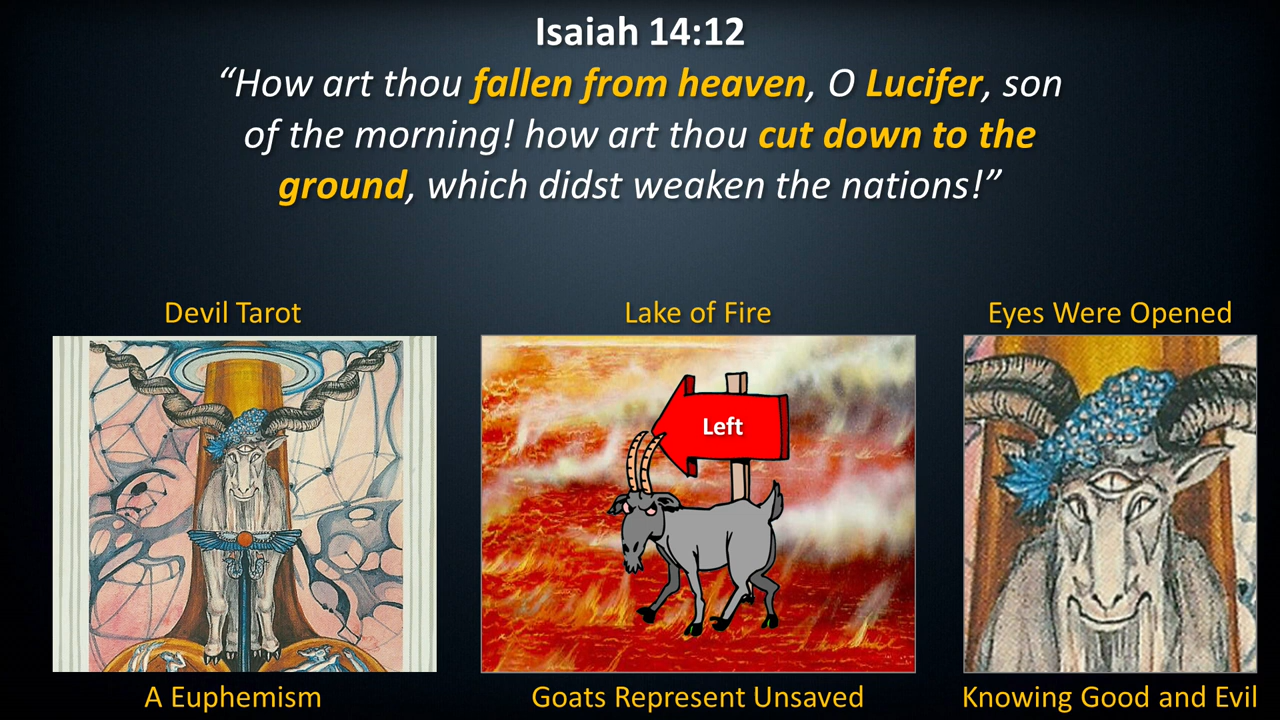 Isaiah 14:12
“How art thou fallen from heaven, O Lucifer, son
of the morning! how art thou cut down to the
ground, which didst weaken the nations!”
Devil Tarot
Lake of Fire
Eyes Were Opened
Left
A Euphemism
Goats Represent Unsaved
Knowing Good and Evil